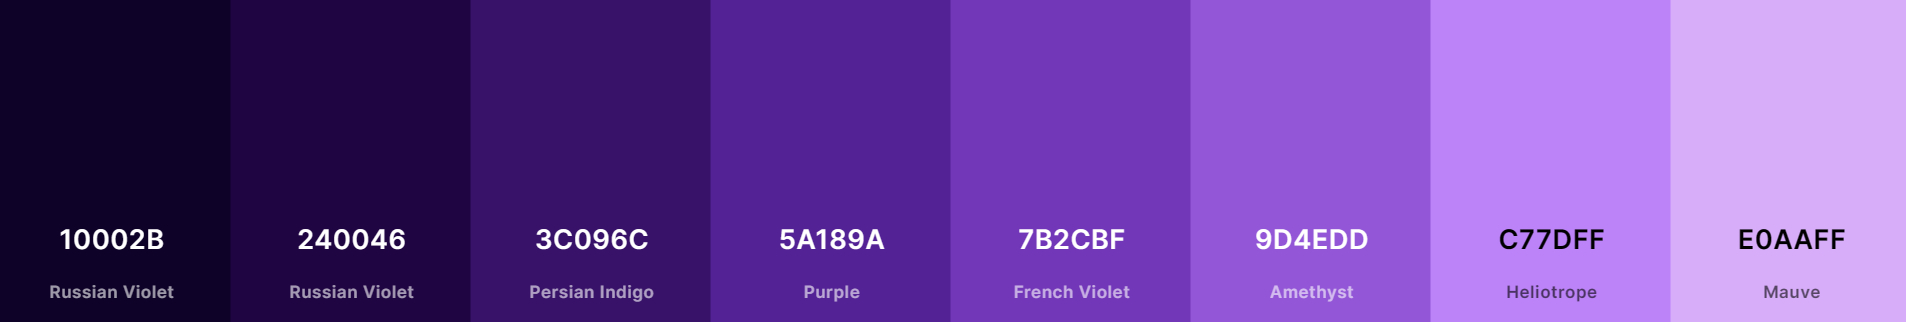 10002B
240046
3C096C
5A189A
7B2CBF
9D4EDD
C77DFF
E0AAFF
Russian Violet
Russian Violet
Persian Indigo
Purple
French Violet
Amethyst
Heliotrope
Mauve